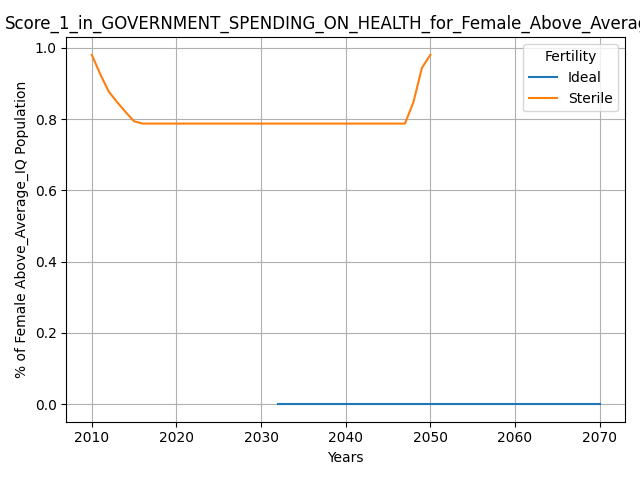 Score_1_in_GOVERNMENT_SPENDING_ON_HEALTH_for_Female_Above_Averag
Fertility
Ideal
Sterile
% of Female Above_Average_IQ Population
1.0
0.8
0.6
0.4
0.2
0.0
2010 2020 2030 2040 2050 2060 2070
Years